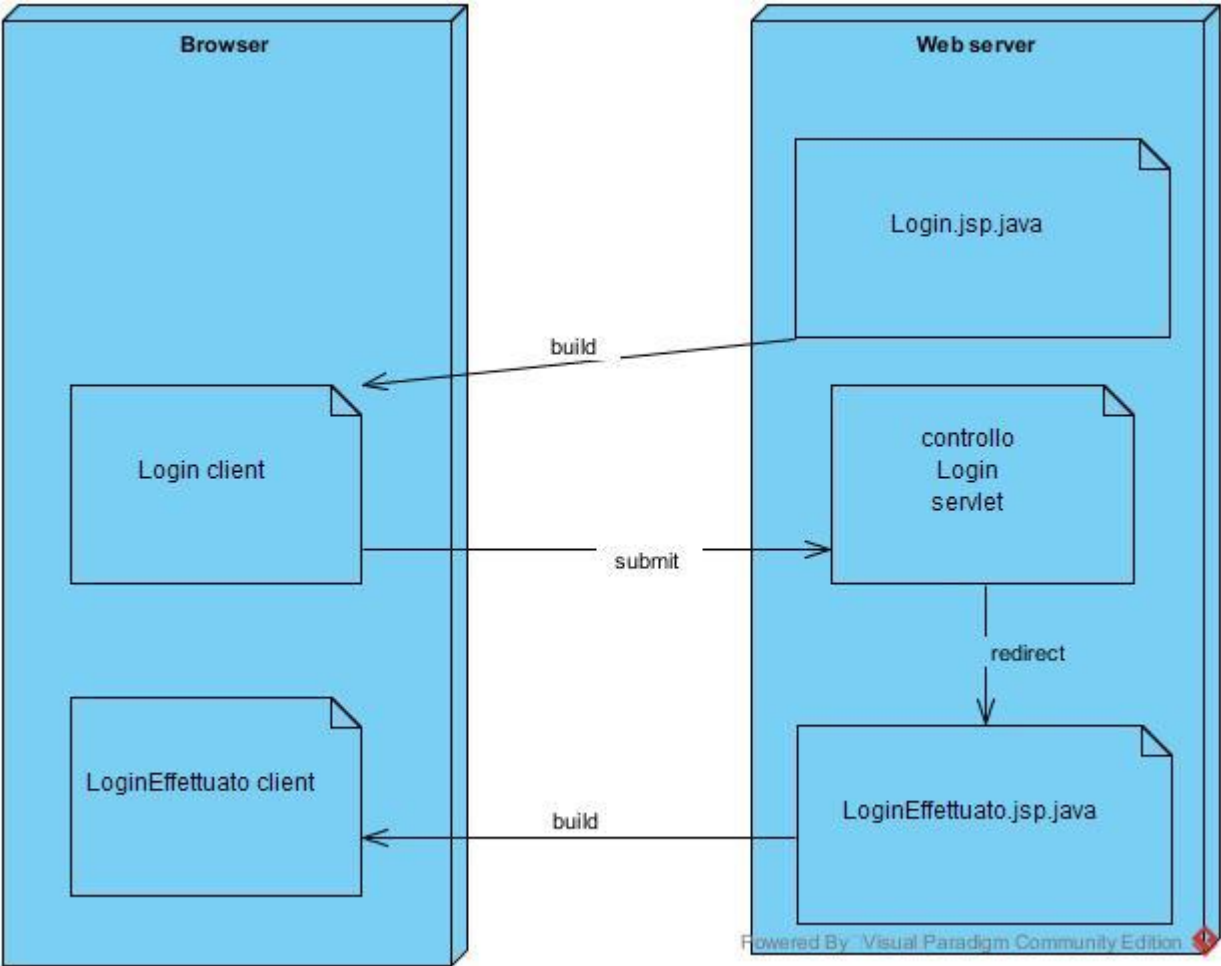 Browser
Web server
Login.jsp.java
build
Login client
controllo
Login
servlet
submit
redirect
LoginEffettuato client
LoginEffettuato.jsp.java
build
Powered By Visual Paradigm Community Edition